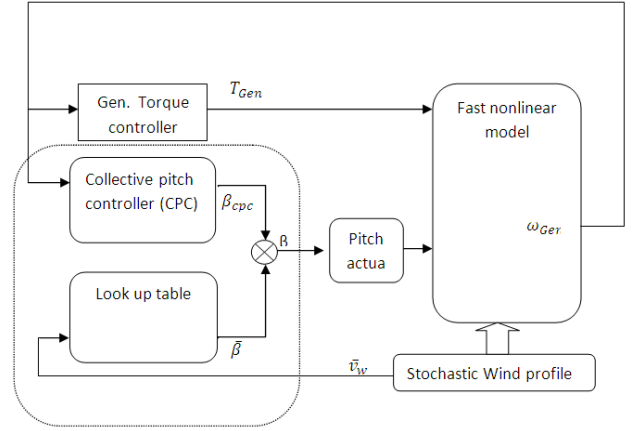 T_Gen
Gen. Torque
controller
Fast nonlinear
model
Collective pitch
controller (CPC)
β_cpc
ω_Gen
ß
Pitch
actua
Look up table
β̄
v̄_w
Stochastic Wind profile